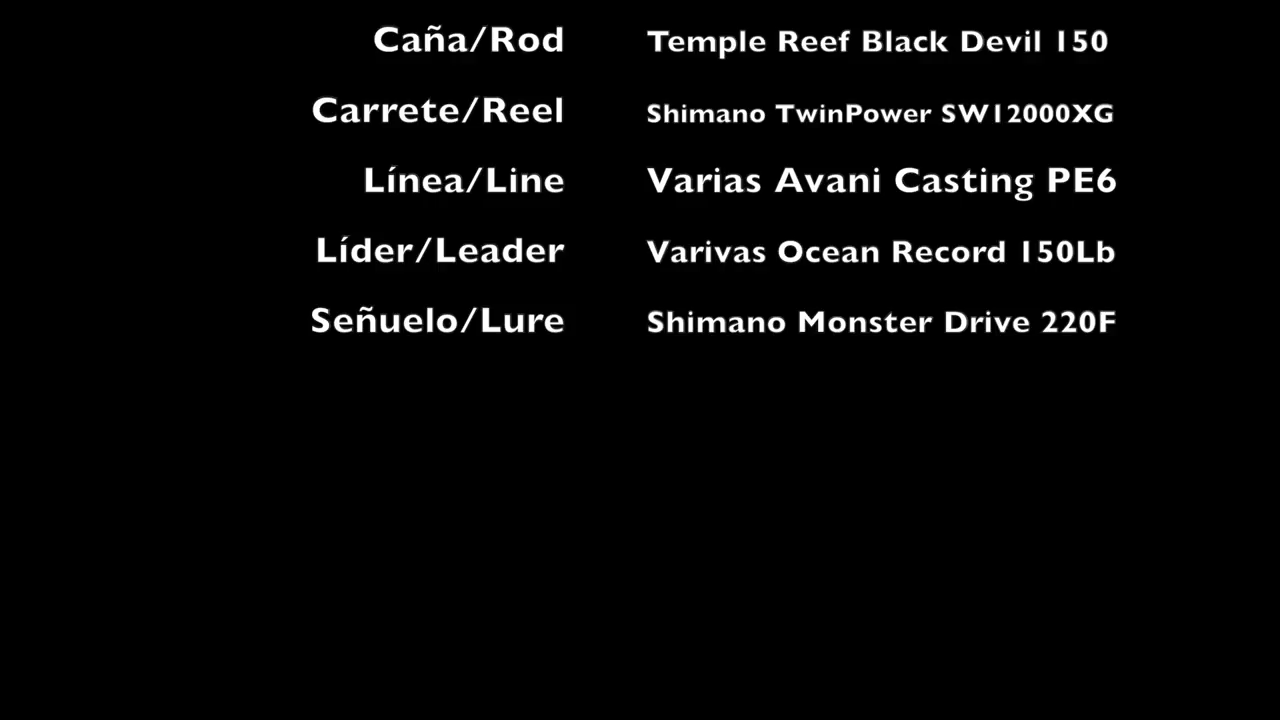 Caña/Rod Temple Reef Black Devil 150
Carrete/Reel Shimano TwinPower SW12000XG
Línea/Line Varias Avani Casting PE6
Líder/Leader Varivas Ocean Record 150Lb
Señuelo/Lure Shimano Monster Drive 220F